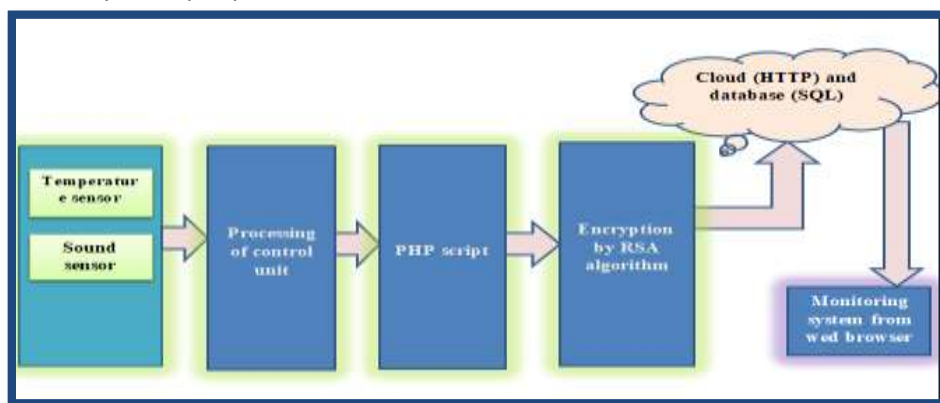 Cloud (HTTP) and
database (SQL)
Temperatur
e sensor
Sound
sensor
Processing
of control
unit
PHP script
Encryption
by RSA
algorithm
Monitoring
system from
wed browser